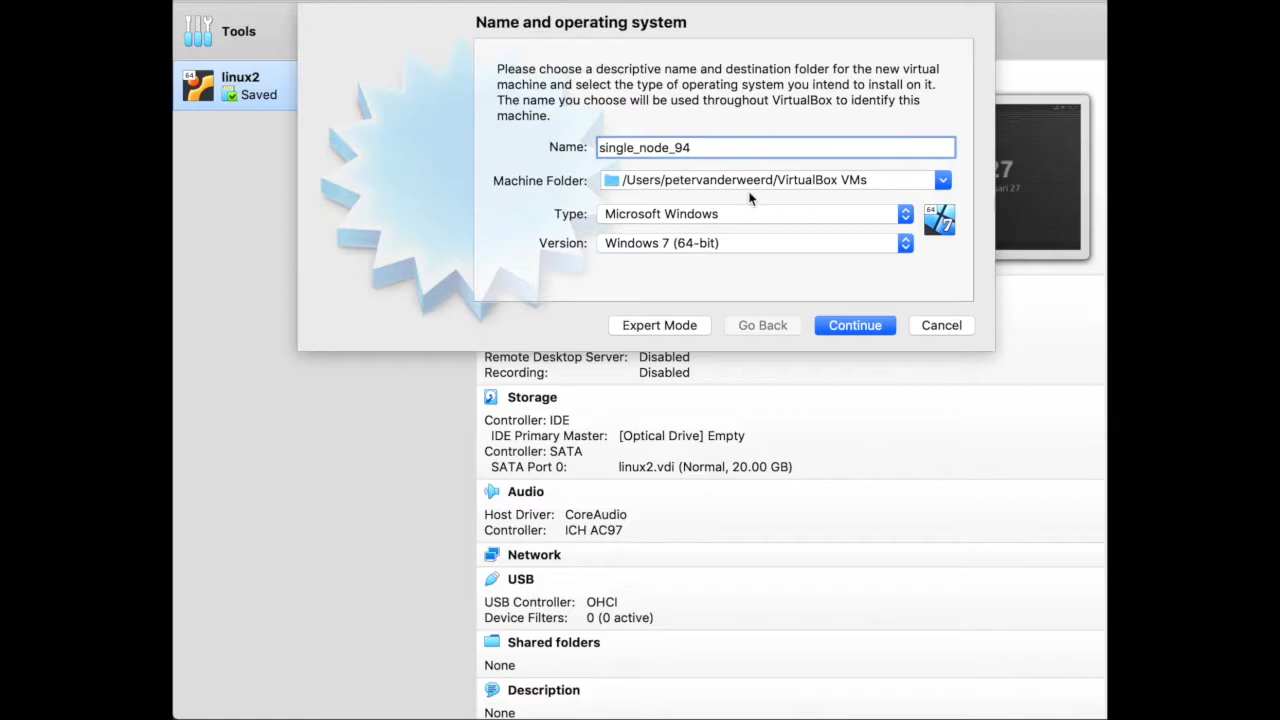 Name and operating system
Tools
64
linux2
Saved
Please choose a descriptive name and destination folder for the new virtual
machine and select the type of operating system you intend to install on it.
The name you choose will be used throughout VirtualBox to identify this
machine.
Name: single_node_94
Machine Folder: /Users/petervanderweerd/VirtualBox VMs
Type: Microsoft Windows
64
7
Version: Windows 7 (64-bit)
27
uari 27
Expert Mode Go Back Continue Cancel
Remote Desktop Server: Disabled
Recording: Disabled
Storage
Controller: IDE
IDE Primary Master: [Optical Drive] Empty
Controller: SATA
SATA Port 0: linux2.vdi (Normal, 20.00 GB)
Audio
Host Driver: CoreAudio
Controller: ICH AC97
Network
USB
USB Controller: OHCI
Device Filters: 0 (0 active)
Shared folders
None
Description
None